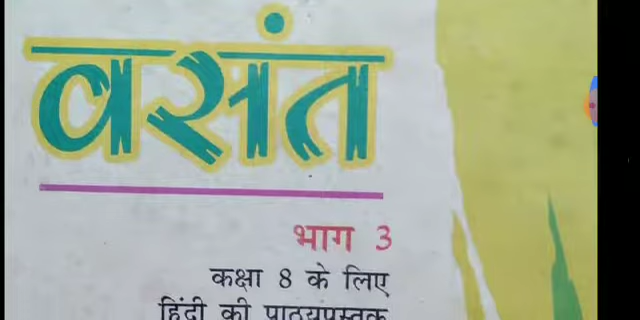 वसंत
भाग 3
कक्षा 8 के लिए
हिंदी की पाठ्यपुस्तक